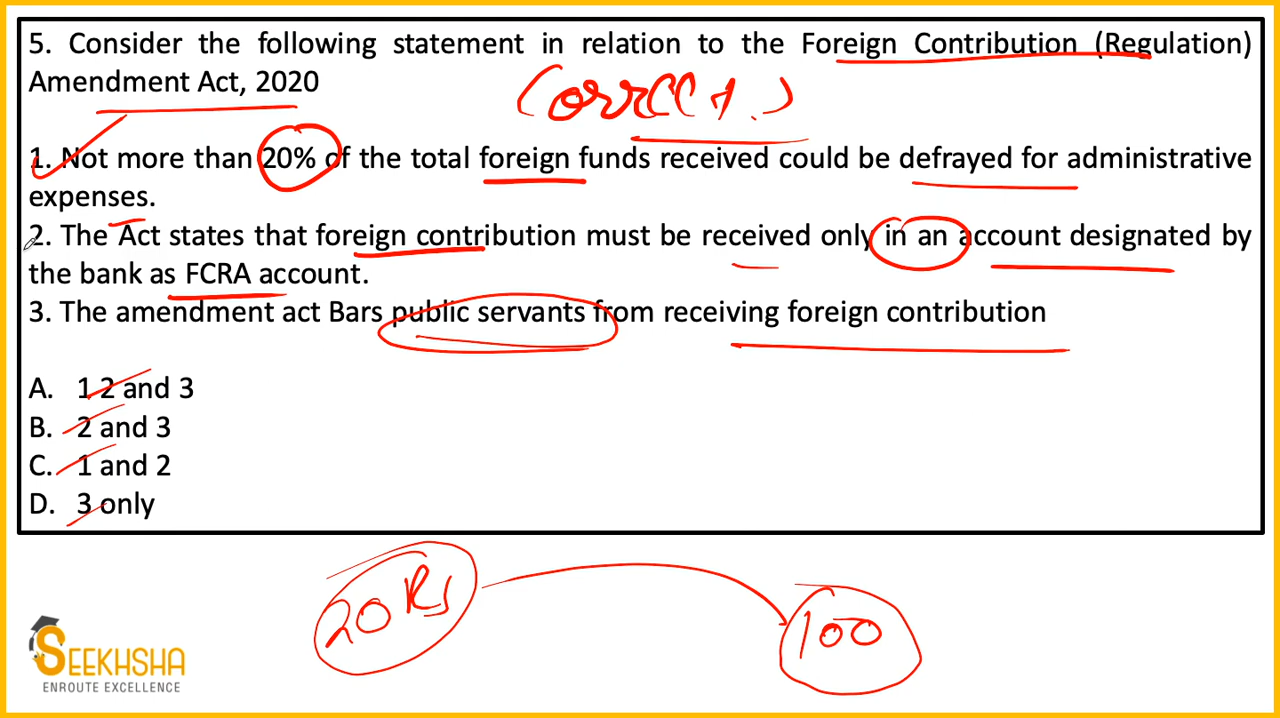 5. Consider the following statement in relation to the Foreign Contribution (Regulation)
Amendment Act, 2020
(Correct.)
1. Not more than 20% of the total foreign funds received could be defrayed for administrative
expenses.
2. The Act states that foreign contribution must be received only in an account designated by
the bank as FCRA account.
3. The amendment act Bars public servants from receiving foreign contribution
A. 1 2 and 3
B. 2 and 3
C. 1 and 2
D. 3 only
20 Rs
100
SEEKHSHA
ENROUTE EXCELLENCE